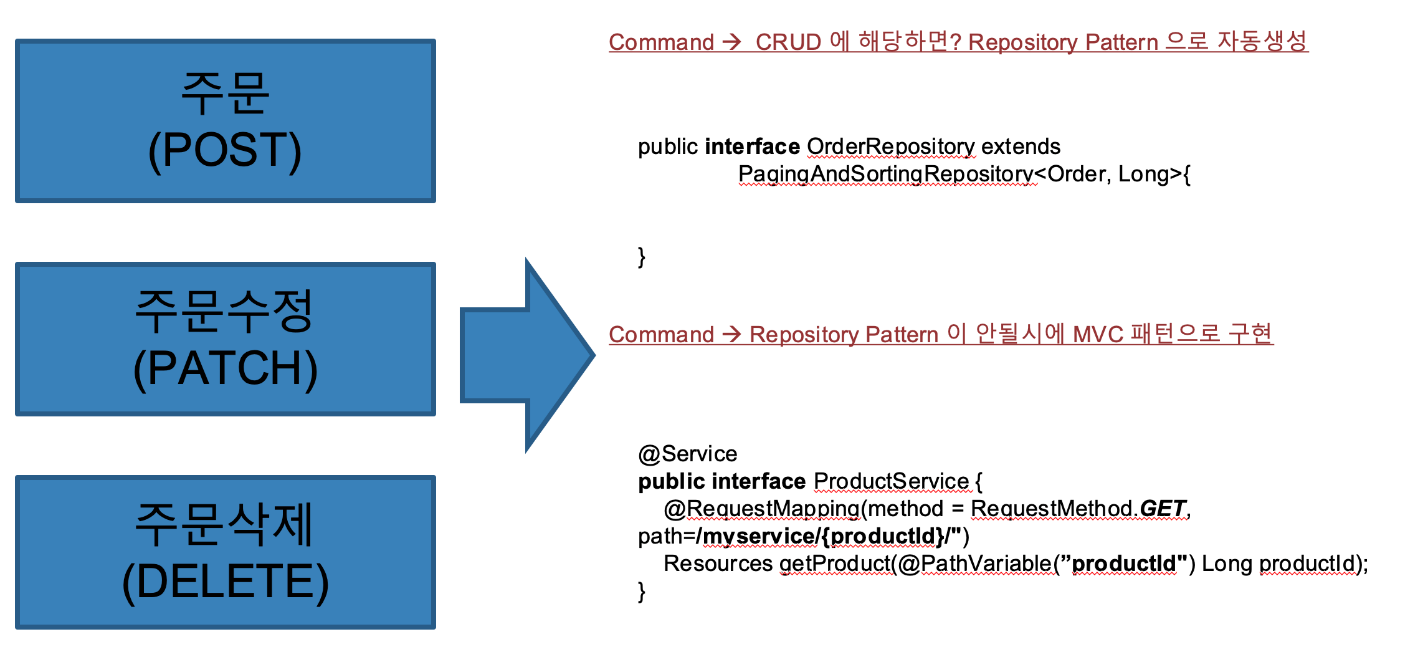 주문
(POST)
주문수정
(PATCH)
주문삭제
(DELETE)
Command → CRUD 에 해당하면? Repository Pattern 으로 자동생성
public interface OrderRepository extends
PagingAndSortingRepository<Order, Long>{
}
Command → Repository Pattern 이 안될시에 MVC 패턴으로 구현
@Service
public interface ProductService {
@RequestMapping(method = RequestMethod.GET,
path=/myservice/{productId}/")
Resources getProduct(@PathVariable(”productId") Long productId);
}